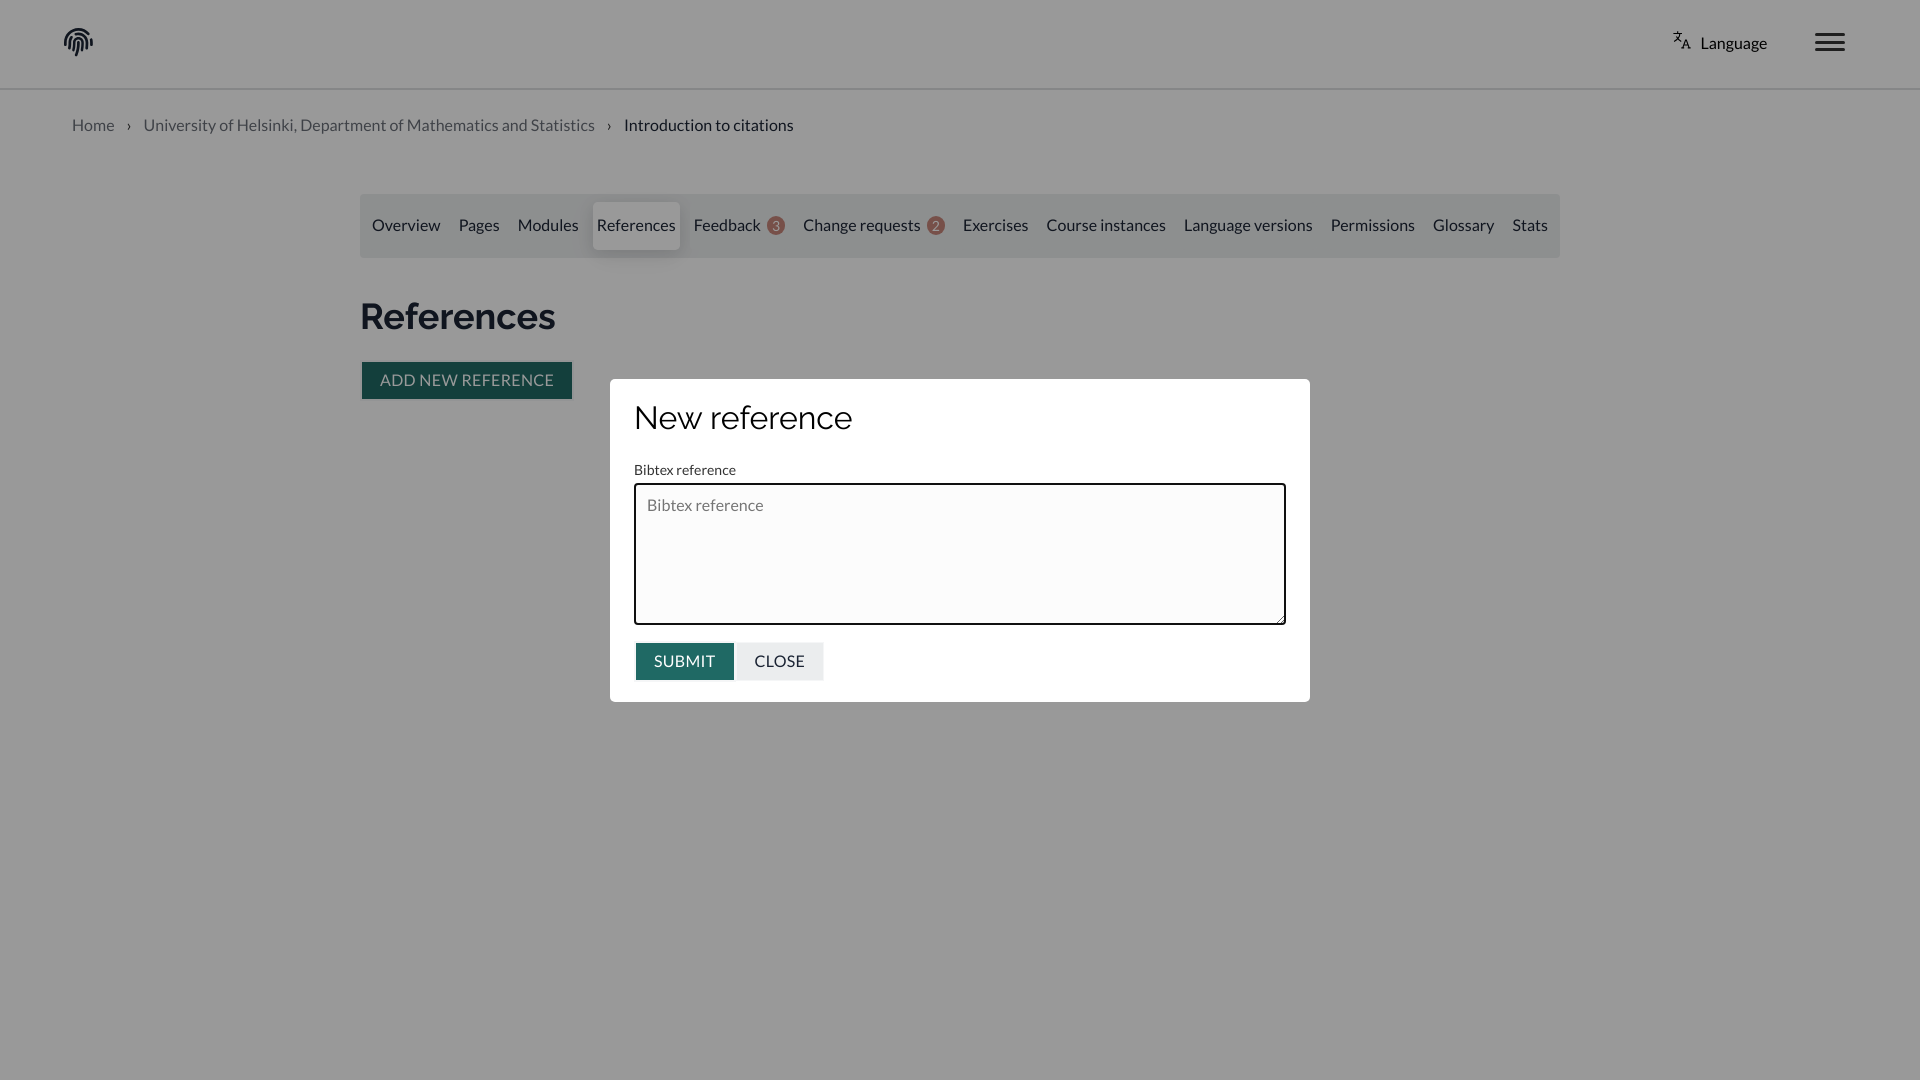 Language
Home › University of Helsinki, Department of Mathematics and Statistics › Introduction to citations
Overview Pages Modules References Feedback 3 Change requests 2 Exercises Course instances Language versions Permissions Glossary Stats
References
ADD NEW REFERENCE
New reference
Bibtex reference
Bibtex reference
SUBMIT CLOSE